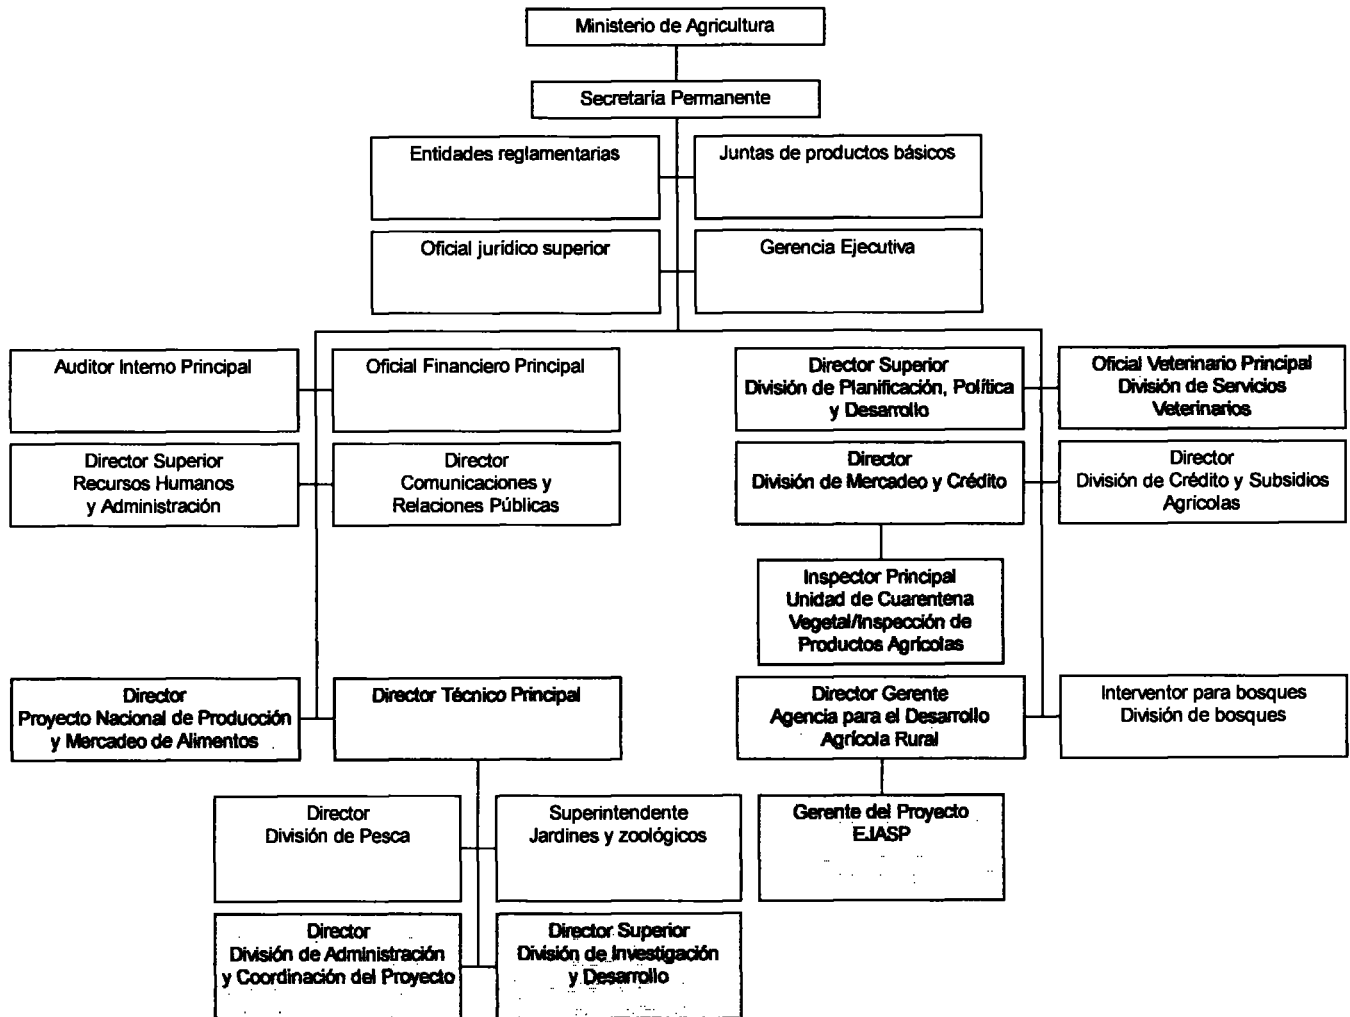 Ministerio de Agricultura
Secretaría Permanente
Entidades reglamentarias
Juntas de productos básicos
Oficial jurídico superior
Gerencia Ejecutiva
Auditor Interno Principal
Oficial Financiero Principal
Director Superior
División de Planificación, Política
y Desarrollo
Oficial Veterinario Principal
División de Servicios
Veterinarios
Director Superior
Recursos Humanos
y Administración
Director
Comunicaciones y
Relaciones Públicas
Director
División de Mercadeo y Crédito
Director
División de Crédito y Subsidios
Agrícolas
Inspector Principal
Unidad de Cuarentena
Vegetal/Inspección de
Productos Agrícolas
Director
Proyecto Nacional de Producción
y Mercadeo de Alimentos
Director Técnico Principal
Director Gerente
Agencia para el Desarrollo
Agrícola Rural
Interventor para bosques
División de bosques
Director
División de Pesca
Superintendente
Jardines y zoológicos
Gerente del Proyecto
EJASP
Director
División de Administración
y Coordinación del Proyecto
Director Superior
División de Investigación
y Desarrollo